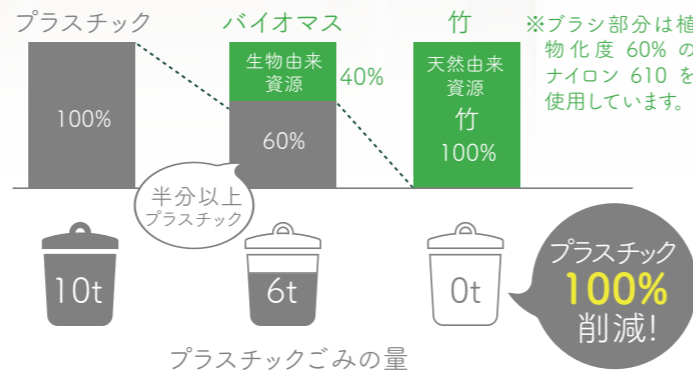 プラスチック
100%
バイオマス
生物由来
資源
40%
60%
竹
天然由来
資源
竹
100%
※ブラシ部分は植
物化度 60% の
ナイロン 610 を
使用しています。
半分以上
プラスチック
10t
6t
0t
プラスチック
100%
削減!
プラスチックごみの量